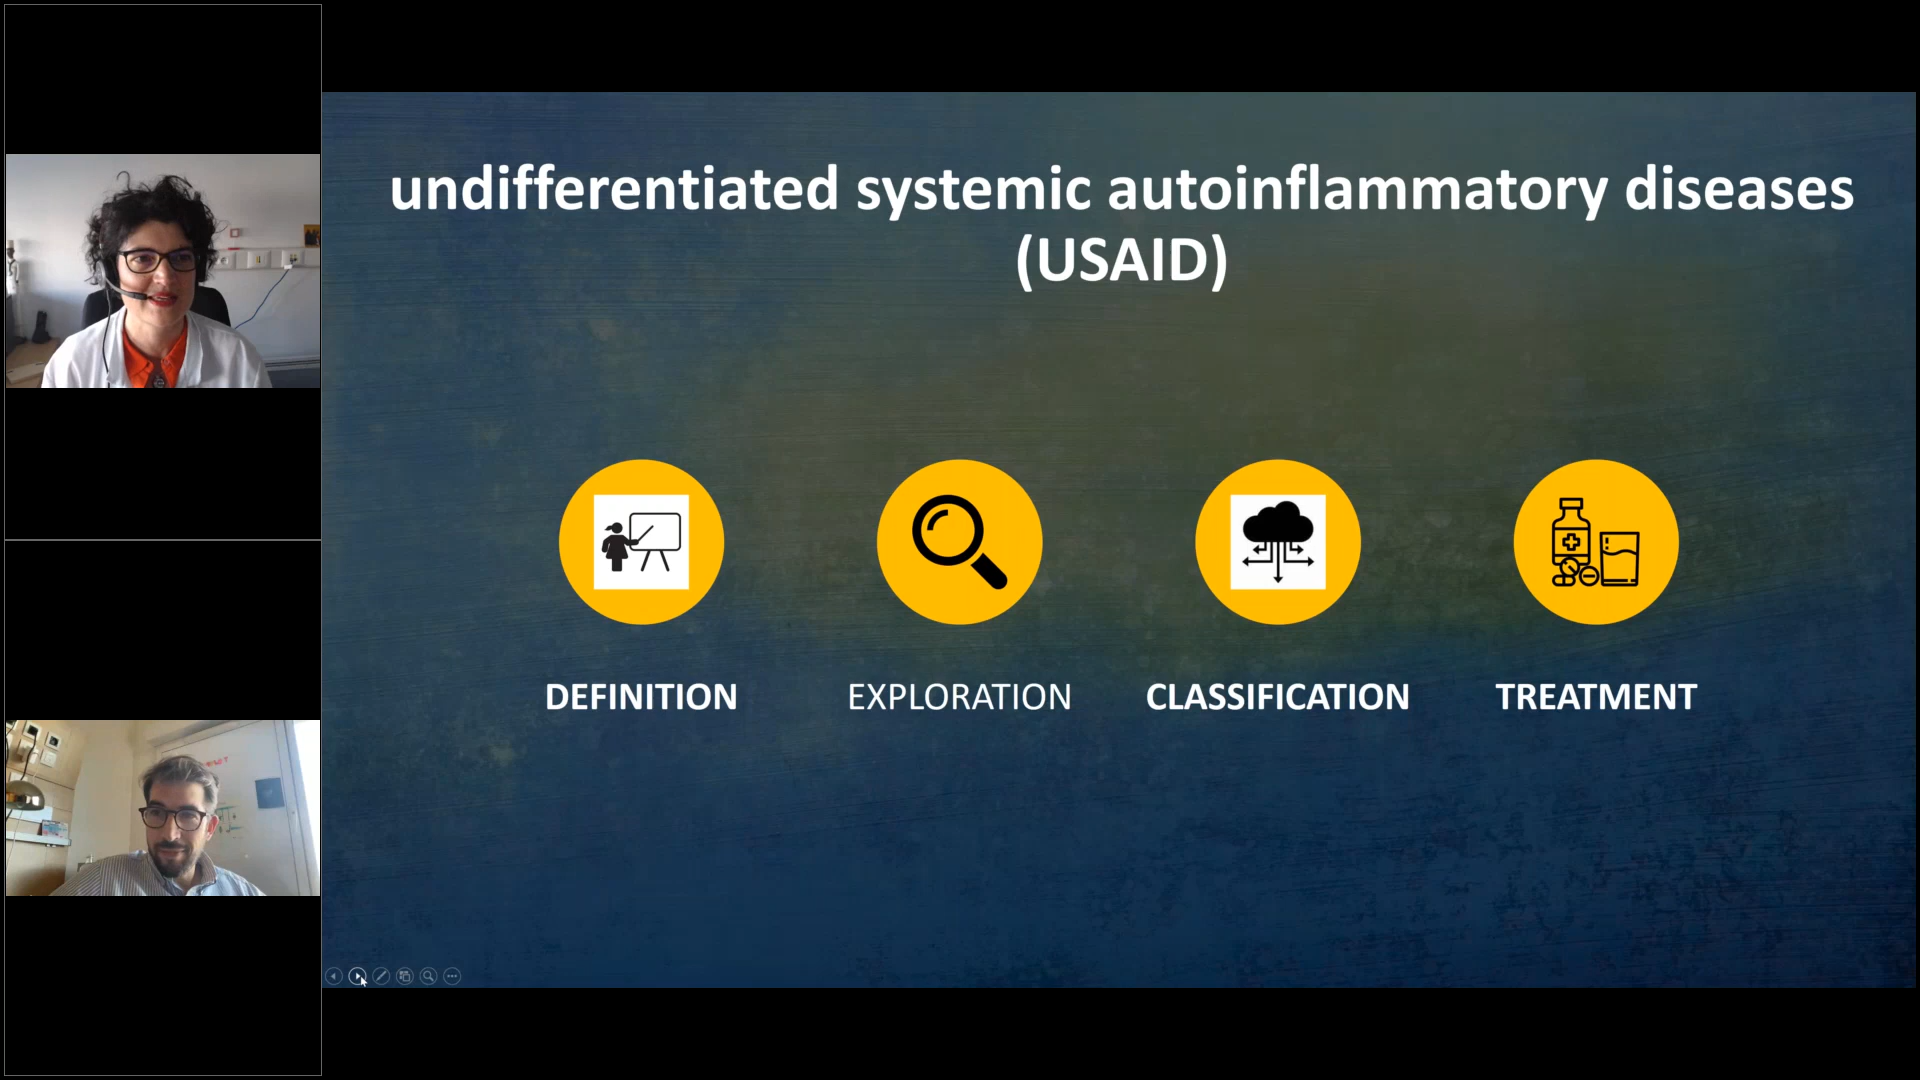 undifferentiated systemic autoinflammatory diseases
(USAID)
DEFINITION
EXPLORATION
CLASSIFICATION
TREATMENT